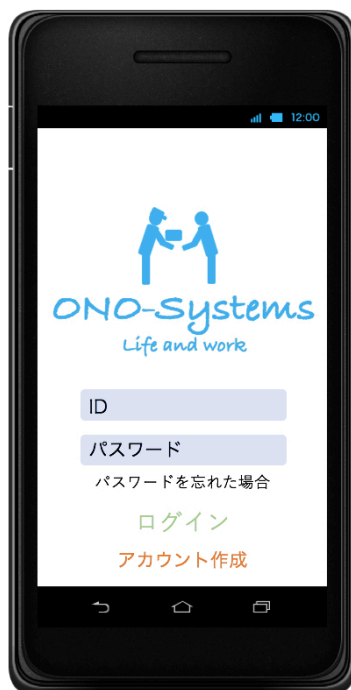 12:00
ONO-Systems
Life and work
ID
パスワード
パスワードを忘れた場合
ログイン
アカウント作成